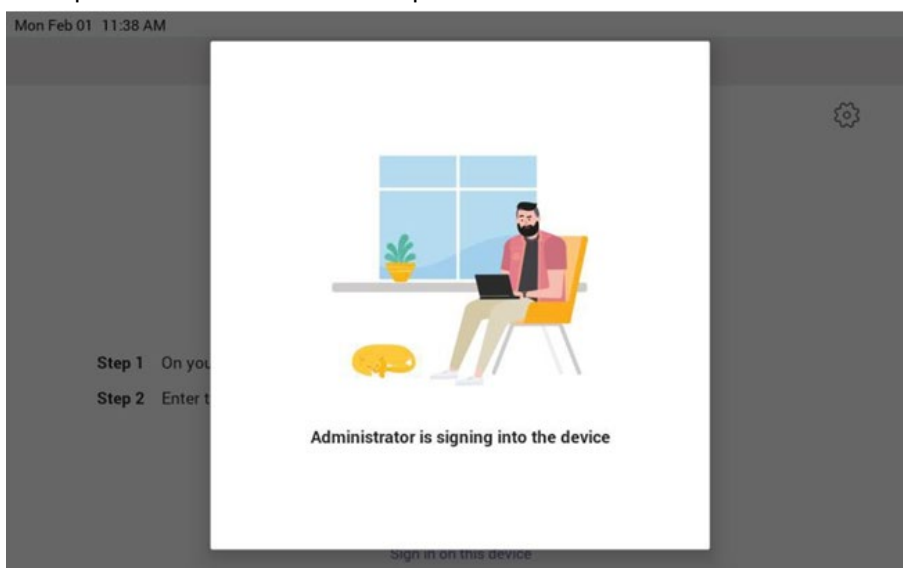 Mon Feb 01 11:38 AM
Step 1 On you
Step 2 Enter t
Administrator is signing into the device
Sign in on this device